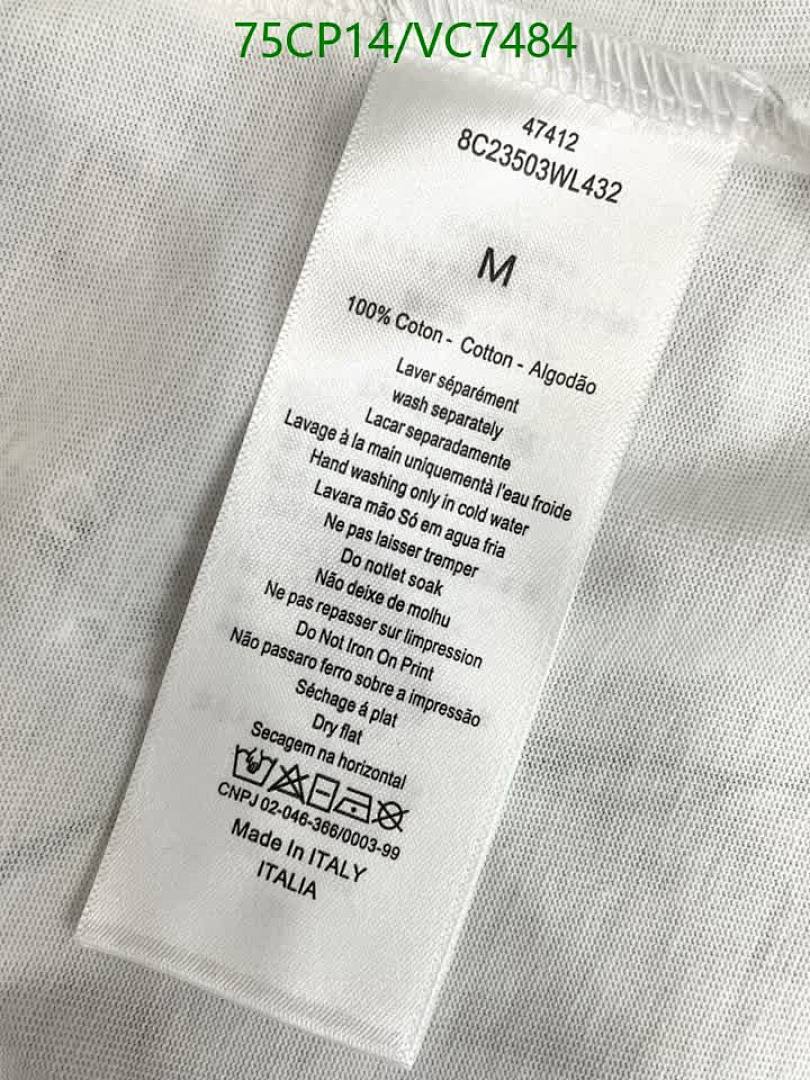 75CP14/VC7484
47412
8C23503WL432
M
100% Coton - Cotton - Algodão
Laver séparément
wash separately
Lacar separadamente
Lavage à la main uniquementà l'eau froide
Hand washing only in cold water
Lavara mão Só em agua fria
Ne pas laisser tremper
Do notlet soak
Não deixe de molhu
Ne pas repasser sur limpression
Do Not Iron On Print
Não passaro ferro sobre a impressão
Séchage á plat
Dry flat
Secagem na horizontal
CNPJ 02-046-366/0003-99
Made In ITALY
ITALIA